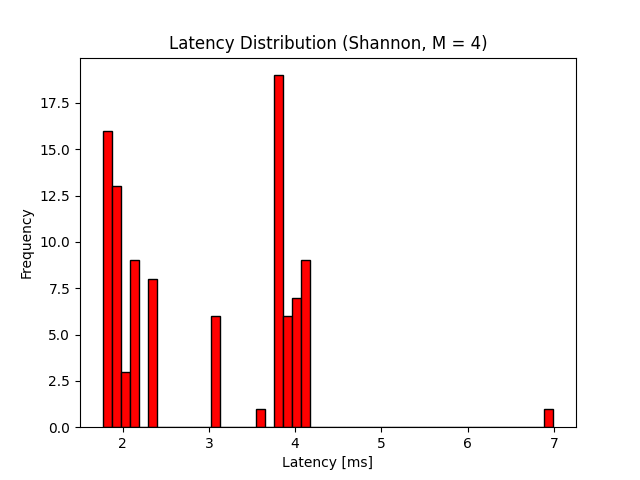 Latency Distribution (Shannon, M = 4)
17.5
15.0
12.5
10.0
7.5
5.0
2.5
0.0
Frequency
2 3 4 5 6 7
Latency [ms]